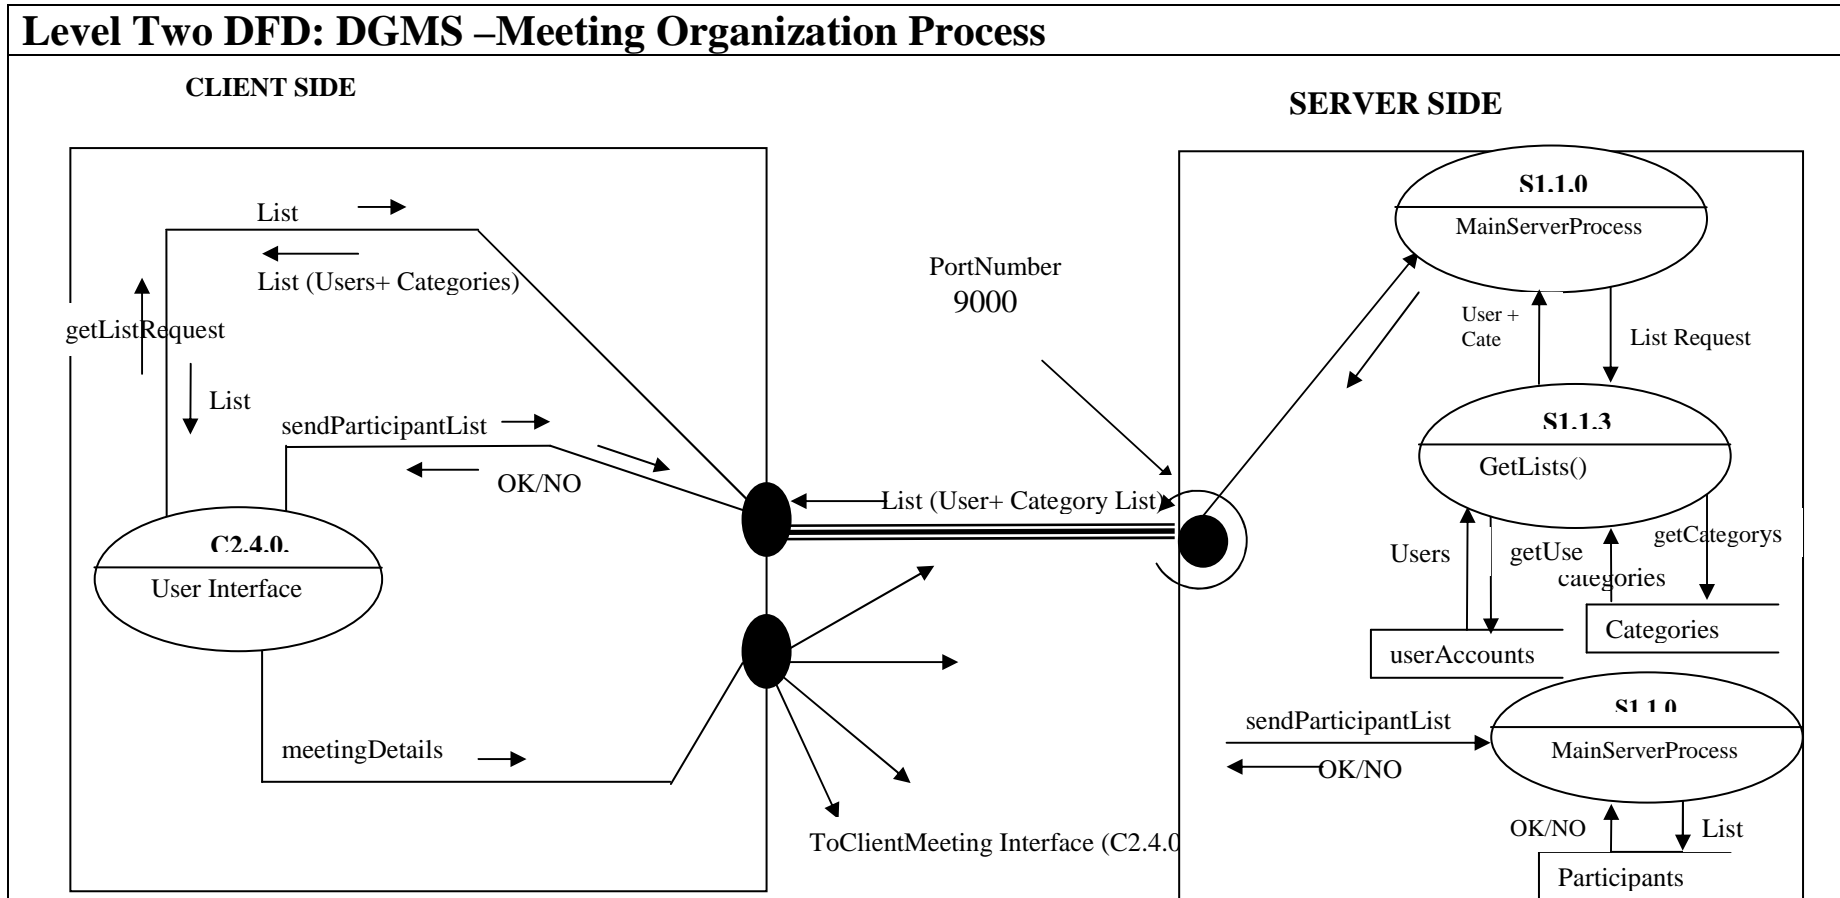 Level Two DFD: DGMS –Meeting Organization Process
CLIENT SIDE
SERVER SIDE
S1.1.0
MainServerProcess
List
List (Users+ Categories)
PortNumber
9000
getListRequest
User +
Cate
List Request
List
sendParticipantList
OK/NO
S1.1.3
GetLists()
List (User+ Category List)
C2.4.0.
User Interface
Users
getUse
getCategorys
categories
Categories
userAccounts
S1.1.0
MainServerProcess
sendParticipantList
OK/NO
meetingDetails
OK/NO
List
ToClientMeeting Interface (C2.4.0
Participants